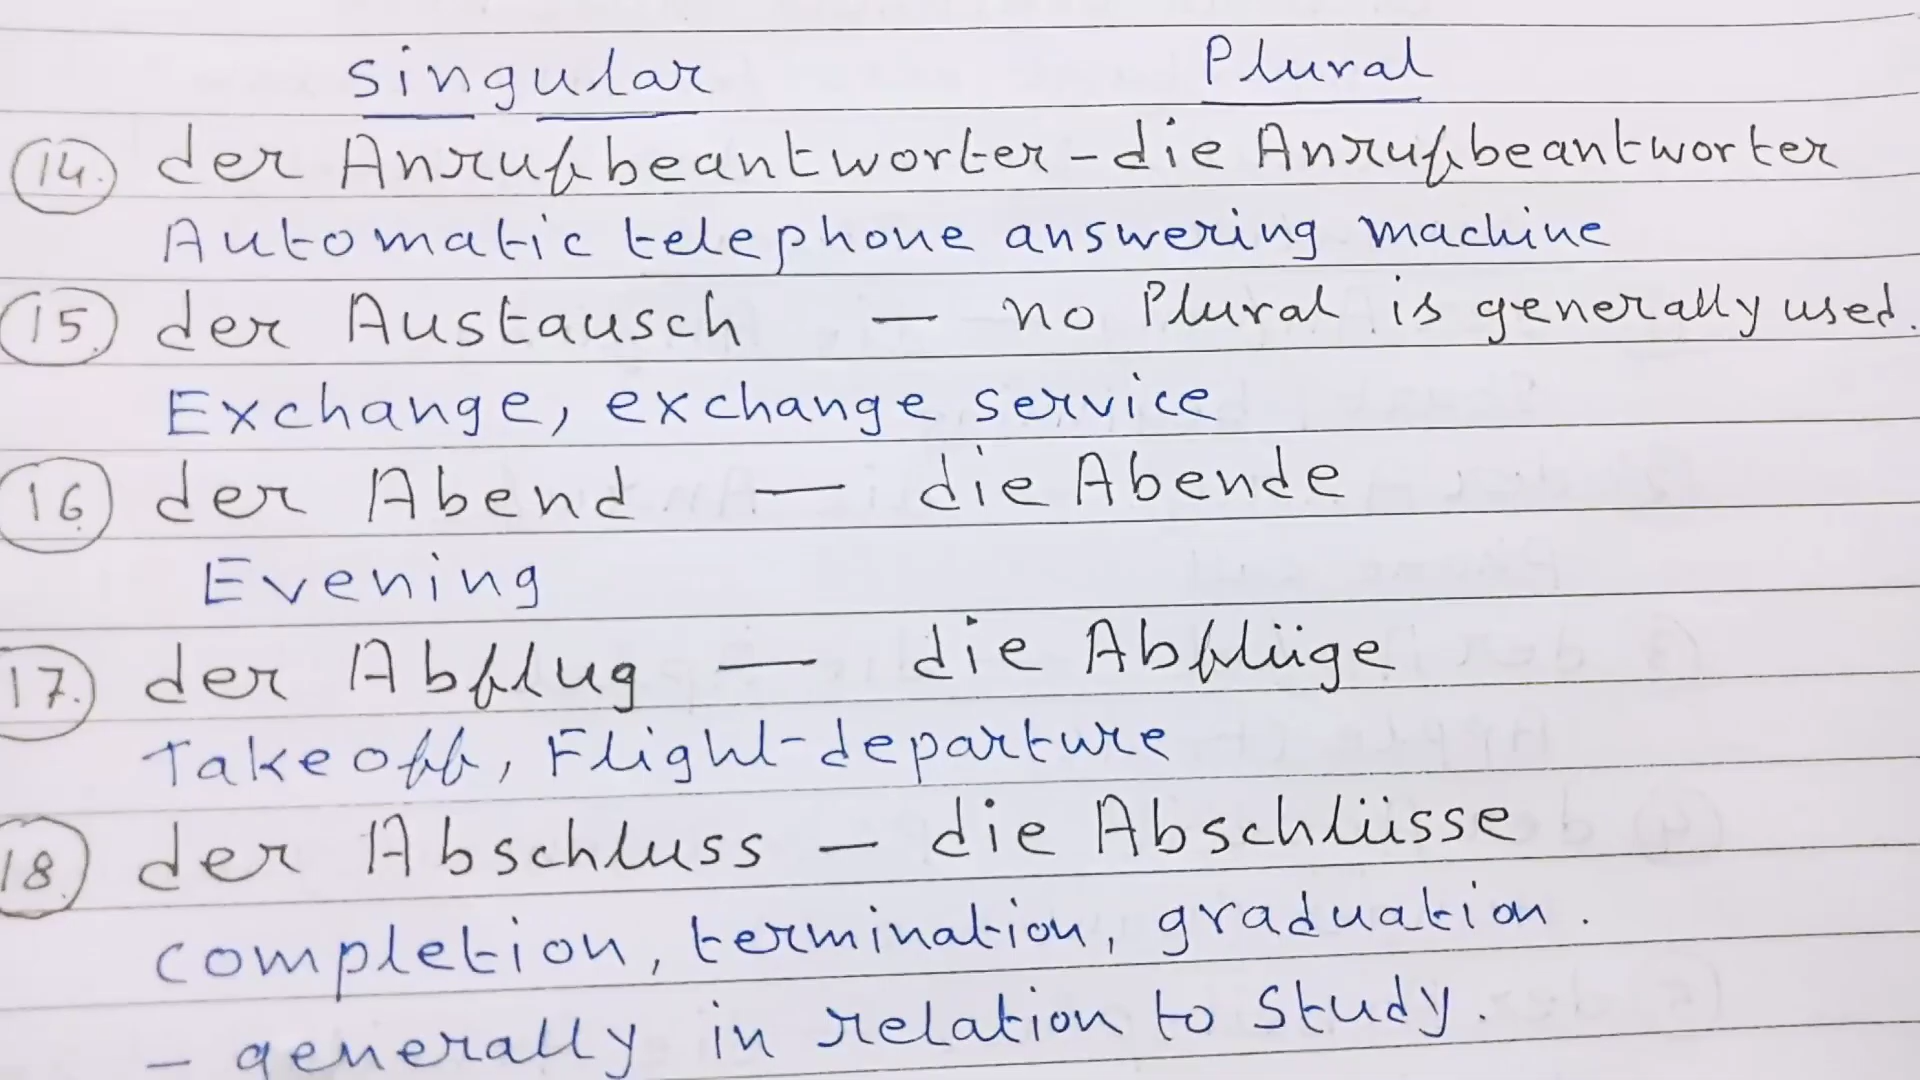 Singular Plural
14. der Anrufbeantworter - die Anrufbeantworter
Automatic telephone answering machine
15. der Austausch — no Plural is generally used.
Exchange, exchange service
16. der Abend — die Abende
Evening
17. der Abflug — die Abflüge
Takeoff, Flight-departure
18. der Abschluss — die Abschlüsse
completion, termination, graduation.
- generally in relation to study.